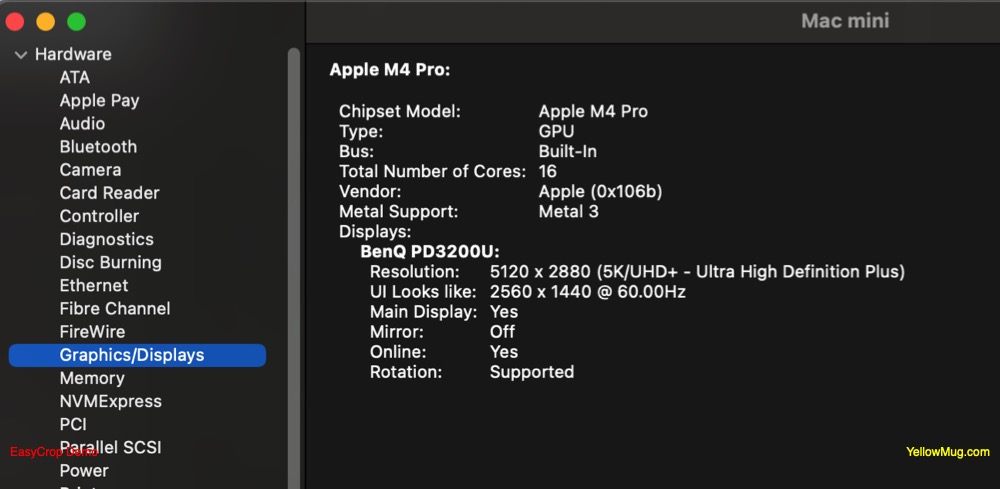 Mac mini
Hardware
ATA
Apple Pay
Audio
Bluetooth
Camera
Card Reader
Controller
Diagnostics
Disc Burning
Ethernet
Fibre Channel
FireWire
Graphics/Displays
Memory
NVMExpress
PCI
Parallel SCSI
EasyCrop Demo
Power
Apple M4 Pro:
Chipset Model: Apple M4 Pro
Type: GPU
Bus: Built-In
Total Number of Cores: 16
Vendor: Apple (0x106b)
Metal Support: Metal 3
Displays:
BenQ PD3200U:
Resolution: 5120 x 2880 (5K/UHD+ - Ultra High Definition Plus)
UI Looks like: 2560 x 1440 @ 60.00Hz
Main Display: Yes
Mirror: Off
Online: Yes
Rotation: Supported
YellowMug.com